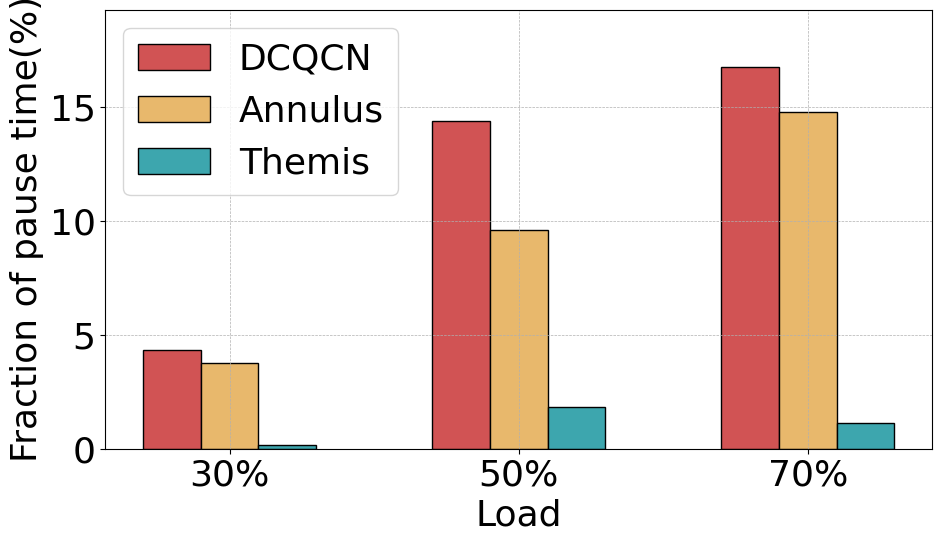 Fraction of pause time(%)
15
10
5
0
DCQCN
Annulus
Themis
30%
50%
70%
Load